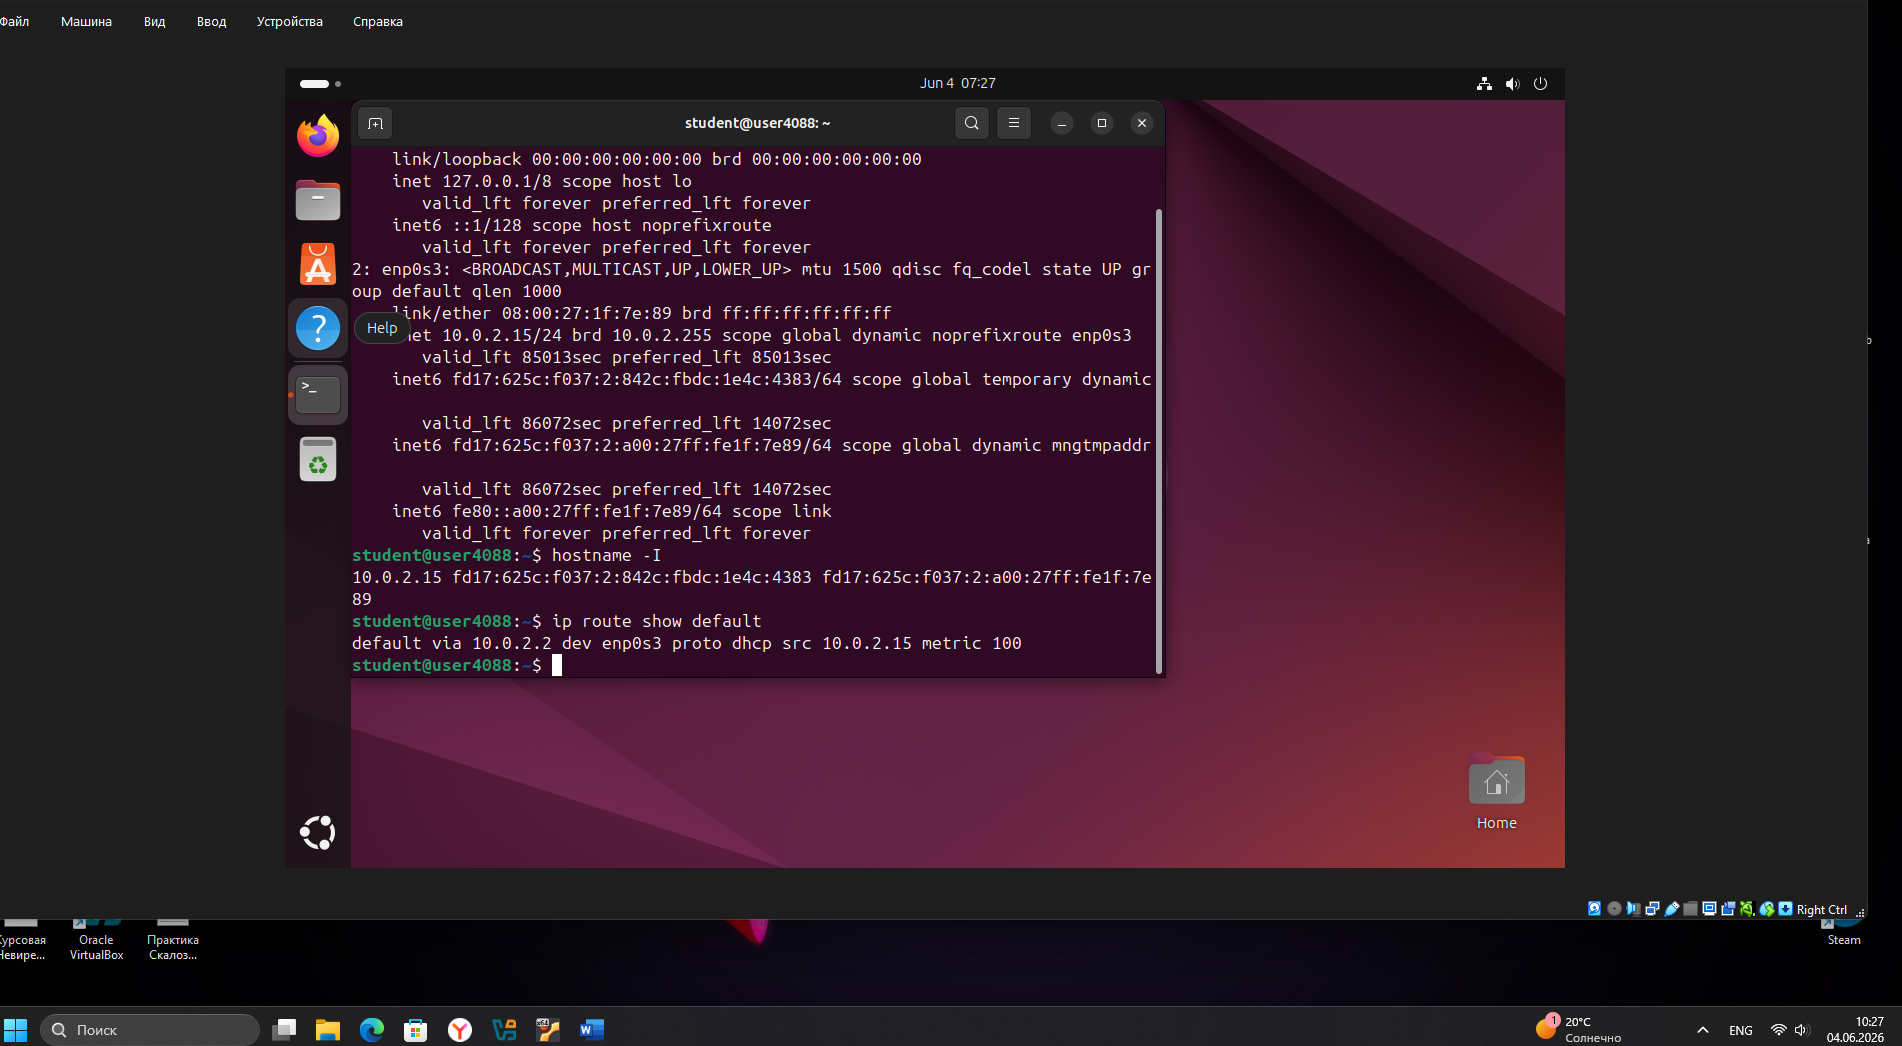 Файл Машина Вид Ввод Устройства Справка
Jun 4 07:27
student@user4088: ~
link/loopback 00:00:00:00:00:00 brd 00:00:00:00:00:00
inet 127.0.0.1/8 scope host lo
valid_lft forever preferred_lft forever
inet6 ::1/128 scope host noprefixroute
valid_lft forever preferred_lft forever
2: enp0s3: <BROADCAST,MULTICAST,UP,LOWER_UP> mtu 1500 qdisc fq_codel state UP gr
oup default qlen 1000
link/ether 08:00:27:1f:7e:89 brd ff:ff:ff:ff:ff:ff
Help
net 10.0.2.15/24 brd 10.0.2.255 scope global dynamic noprefixroute enp0s3
valid_lft 85013sec preferred_lft 85013sec
inet6 fd17:625c:f037:2:842c:fbdc:1e4c:4383/64 scope global temporary dynamic
valid_lft 86072sec preferred_lft 14072sec
inet6 fd17:625c:f037:2:a00:27ff:fe1f:7e89/64 scope global dynamic mngtmpaddr
valid_lft 86072sec preferred_lft 14072sec
inet6 fe80::a00:27ff:fe1f:7e89/64 scope link
valid_lft forever preferred_lft forever
student@user4088:~$ hostname -I
10.0.2.15 fd17:625c:f037:2:842c:fbdc:1e4c:4383 fd17:625c:f037:2:a00:27ff:fe1f:7e
89
student@user4088:~$ ip route show default
default via 10.0.2.2 dev enp0s3 proto dhcp src 10.0.2.15 metric 100
student@user4088:~$
Home
Right Ctrl
Курсовая
Невире...
Oracle
VirtualBox
Практика
Скалоз...
Steam
Поиск
1
20°C
Солнечно
ENG
10:27
04.06.2026